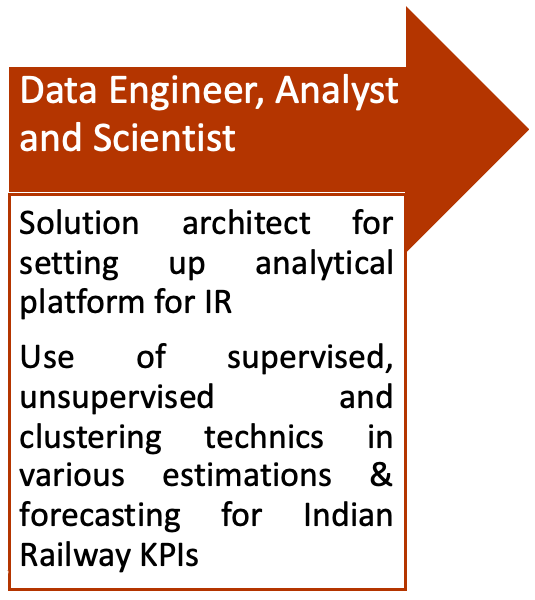 Data Engineer, Analyst
and Scientist
Solution architect for
setting up analytical
platform for IR
Use of supervised,
unsupervised and
clustering technics in
various estimations &
forecasting for Indian
Railway KPIs